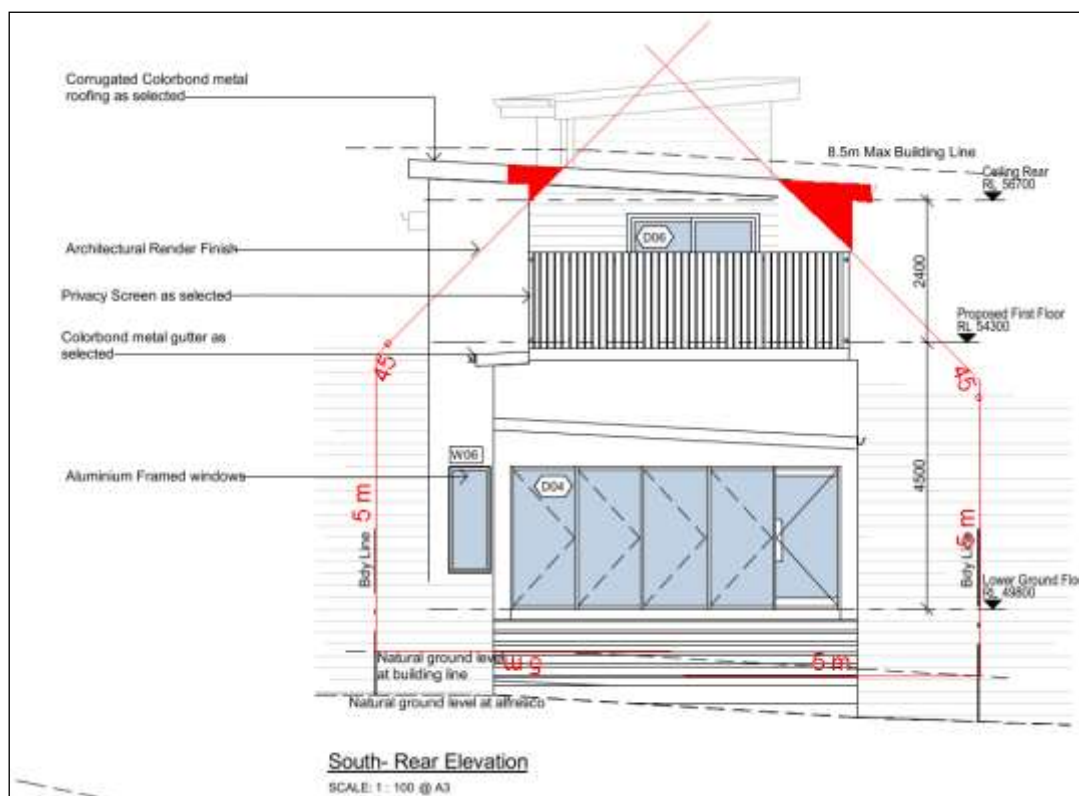 Corrugated Colorbond metal
roofing as selected
8.5m Max Building Line
Ceiling Rear
RL 56700
D06
Architectural Render Finish
2400
Privacy Screen as selected
Proposed First Floor
RL 54300
Colorbond metal gutter as
selected
45°
45°
W06
Aluminium Framed windows
D04
4500
5 m
5 m
Bdy Line
Bdy Line
Lower Ground Floo
RL 49800
Natural ground level
at building line
5 m
5 m
Natural ground level at alfresco
South- Rear Elevation
SCALE: 1 : 100 @ A3